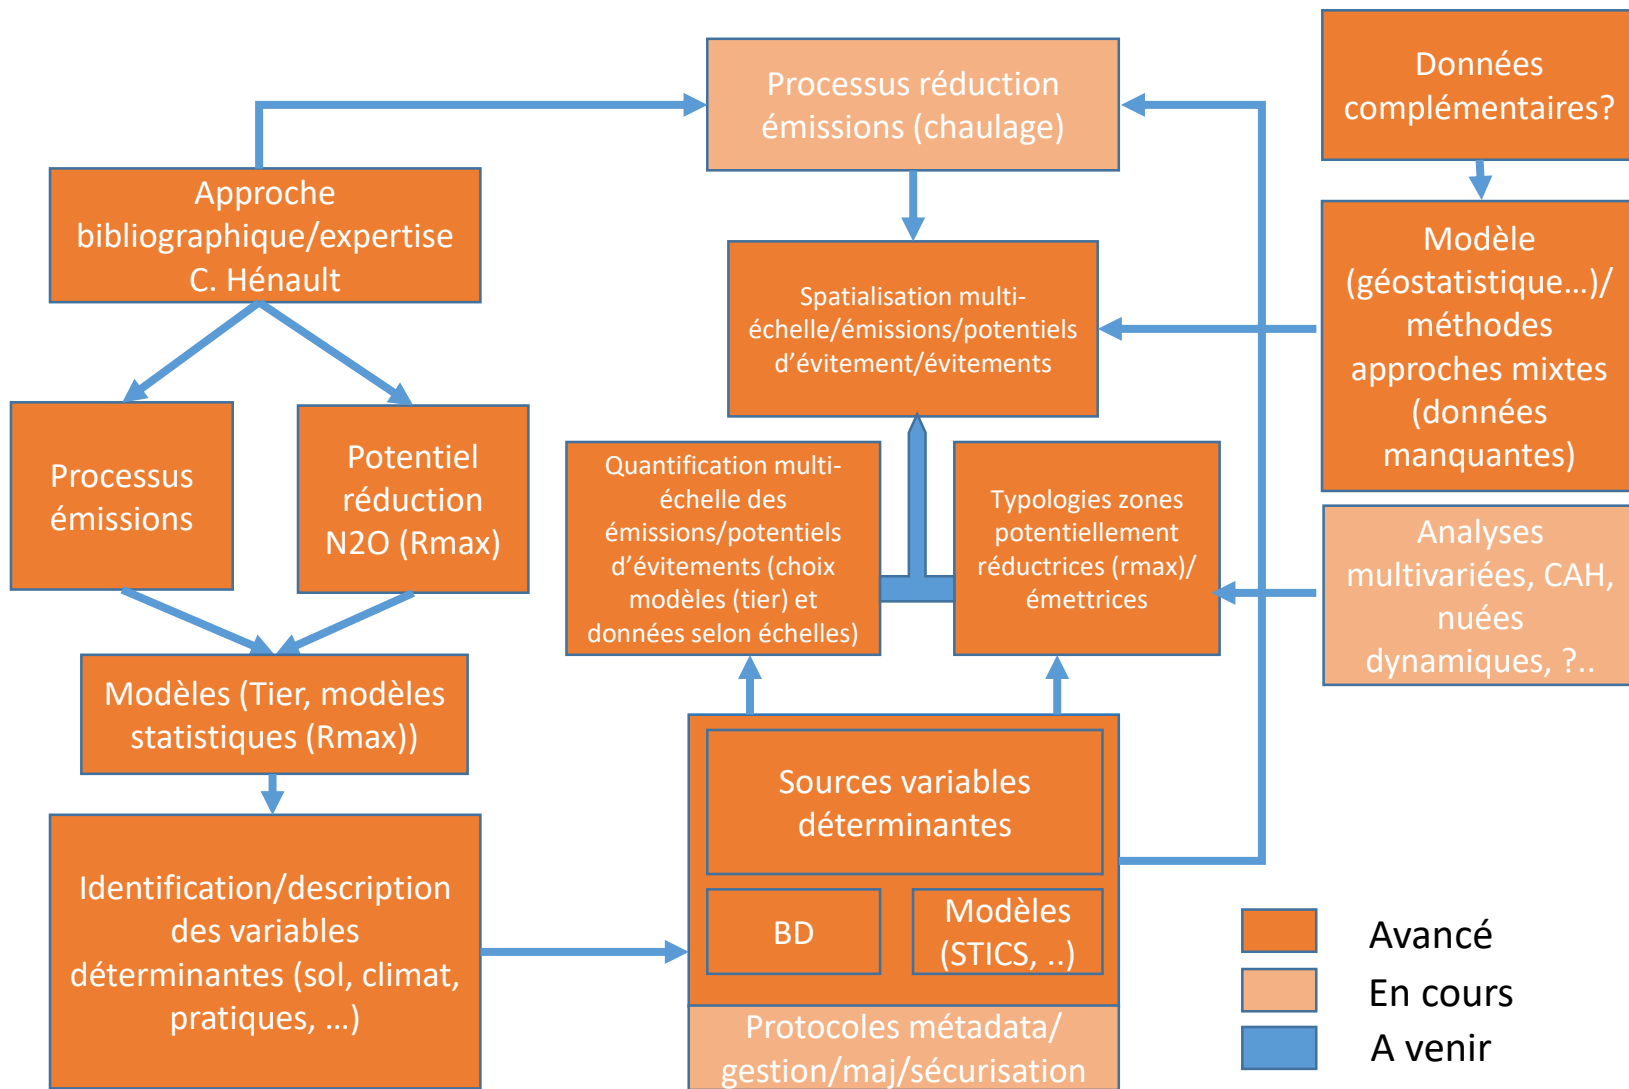 Processus réduction
émissions (chaulage)
Données
complémentaires?
Approche
bibliographique/expertise
C. Hénault
Modèle
(géostatistique…)/
méthodes
approches mixtes
(données
manquantes)
Spatialisation multi-
échelle/émissions/potentiels
d’évitement/évitements
Processus
émissions
Potentiel
réduction
N2O (Rmax)
Quantification multi-
échelle des
émissions/potentiels
d’évitements (choix
modèles (tier) et
données selon échelles)
Typologies zones
potentiellement
réductrices (rmax)/
émettrices
Analyses
multivariées, CAH,
nuées
dynamiques, ?..
Modèles (Tier, modèles
statistiques (Rmax))
Sources variables
déterminantes
Identification/description
des variables
déterminantes (sol, climat,
pratiques, …)
BD
Modèles
(STICS, ..)
Protocoles métadata/
gestion/maj/sécurisation
Avancé
En cours
A venir